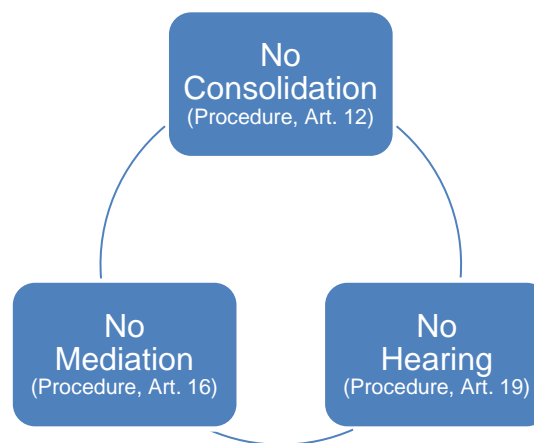 No
Consolidation
(Procedure, Art. 12)
No
Mediation
(Procedure, Art. 16)
No
Hearing
(Procedure, Art. 19)